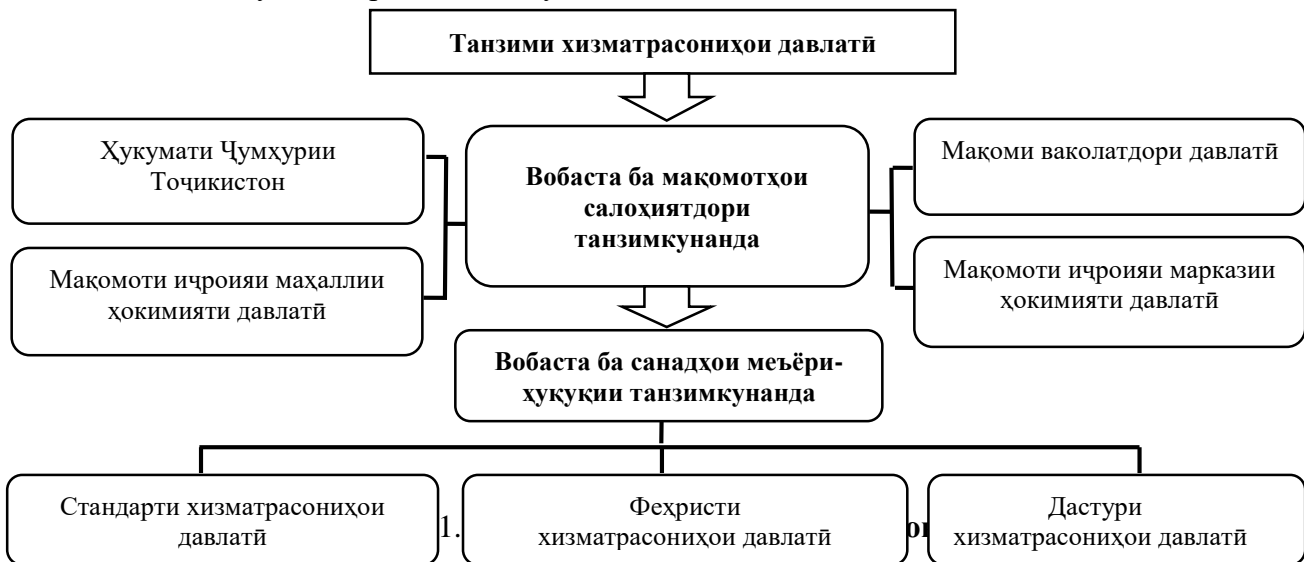 Танзими хизматрасониҳои давлатӣ
Ҳукумати Ҷумҳурии
Тоҷикистон
Мақомоти иҷроияи маҳаллии
ҳокимияти давлатӣ
Вобаста ба мақомотҳои
салоҳиятдори
танзимкунанда
Мақоми ваколатдори давлатӣ
Мақомоти иҷроияи марказии
ҳокимияти давлатӣ
Вобаста ба санадҳои меъёри-
ҳуқуқии танзимкунанда
Стандарти хизматрасониҳои
давлатӣ
Феҳристи
хизматрасониҳои давлатӣ
Дастури
хизматрасониҳои давлатӣ
1.